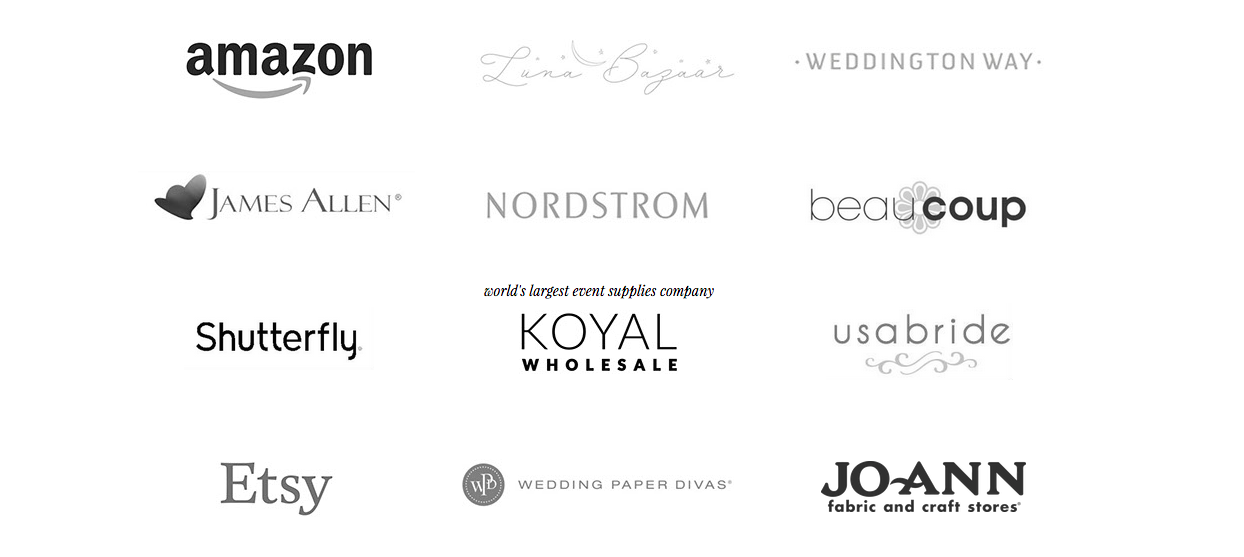 amazon
Luna Bazaar
· WEDDINGTON WAY ·
JAMES ALLEN®
NORDSTROM
beaucoup
Shutterfly®
world's largest event supplies company
KOYAL
WHOLESALE
usabride
Etsy
WPD
WEDDING PAPER DIVAS®
JO-ANN
fabric and craft stores®